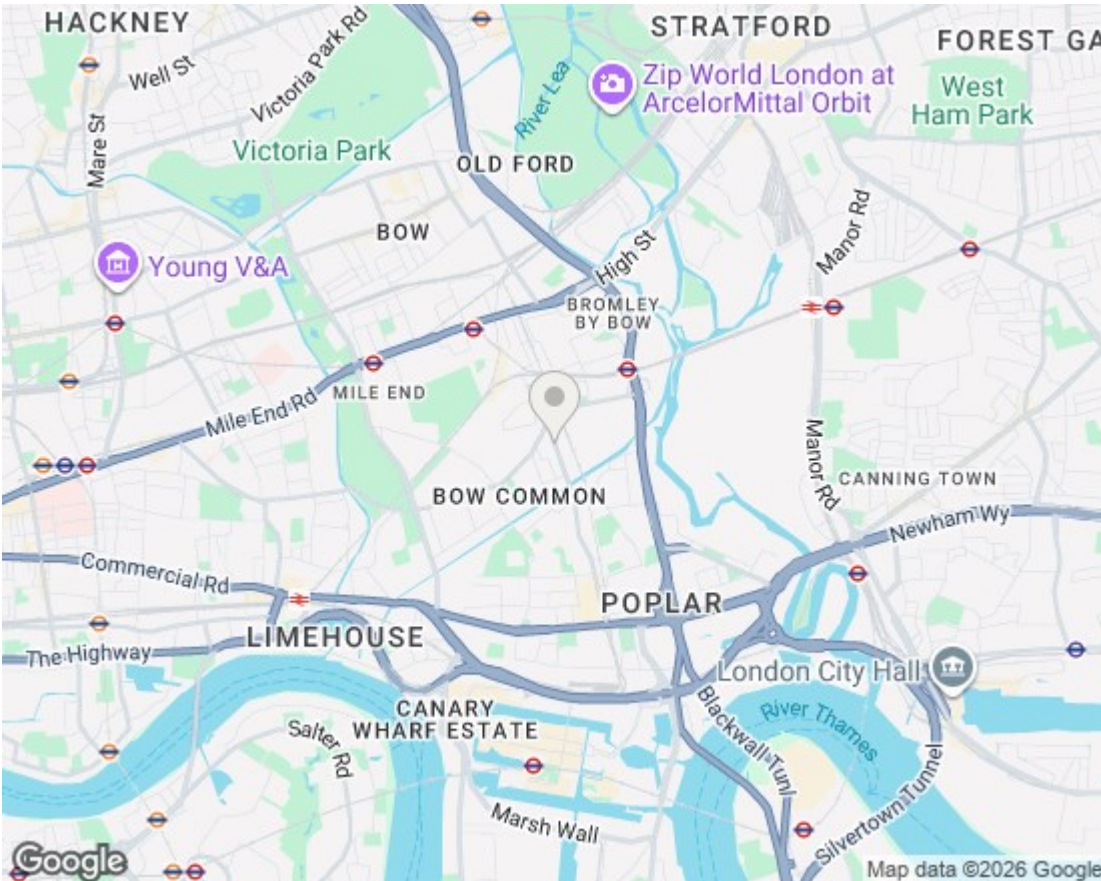 HACKNEY
Well St
Victoria Park Rd
Mare St
Victoria Park
STRATFORD
FOREST GA
Zip World London at
ArcelorMittal Orbit
West
Ham Park
River Lea
OLD FORD
BOW
Young V&A
High St
Manor Rd
BROMLEY
BY BOW
MILE END
Mile End Rd
Manor Rd
CANNING TOWN
BOW COMMON
Newham Wy
Commercial Rd
POPLAR
LIMEHOUSE
The Highway
London City Hall
CANARY
WHARF ESTATE
Salter Rd
Blackwall Tunl
River Thames
Silvertown Tunnel
Marsh Wall
Google
Map data ©2026 Google